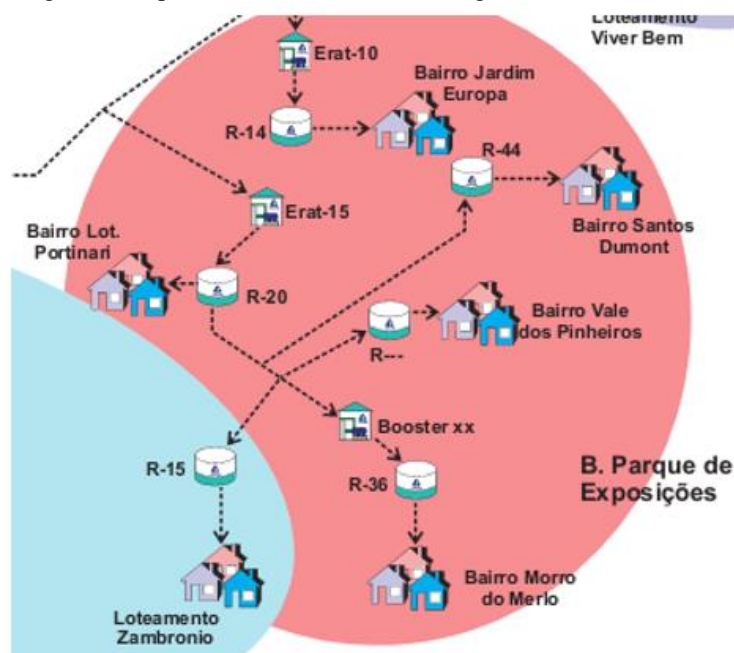 Loteamento
Viver Bem
Erat-10
Bairro Jardim
Europa
R-14
R-44
Erat-15
Bairro Lot.
Portinari
Bairro Santos
Dumont
R-20
Bairro Vale
dos Pinheiros
R---
Booster xx
R-15
R-36
B. Parque de
Exposições
Bairro Morro
do Merlo
Loteamento
Zambronio